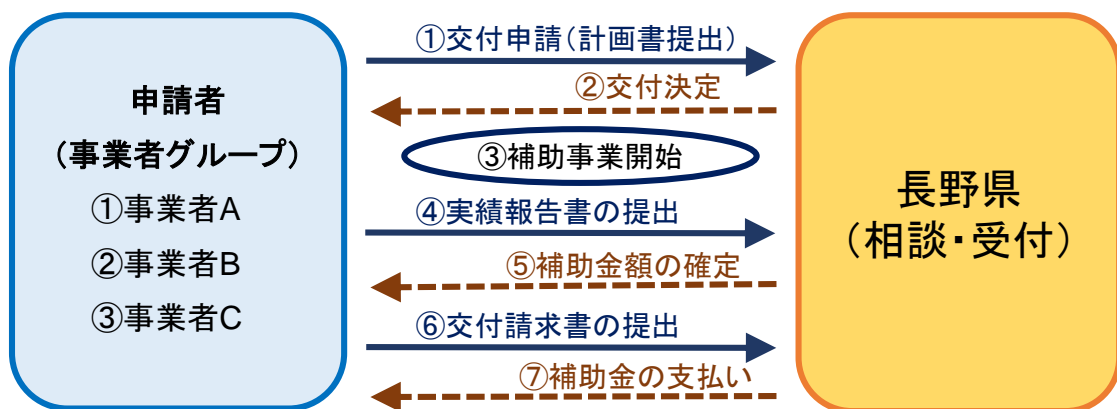 申請者
（事業者グループ）
①事業者A
②事業者B
③事業者C
①交付申請（計画書提出）
②交付決定
③補助事業開始
④実績報告書の提出
⑤補助金額の確定
⑥交付請求書の提出
⑦補助金の支払い
長野県
（相談・受付）